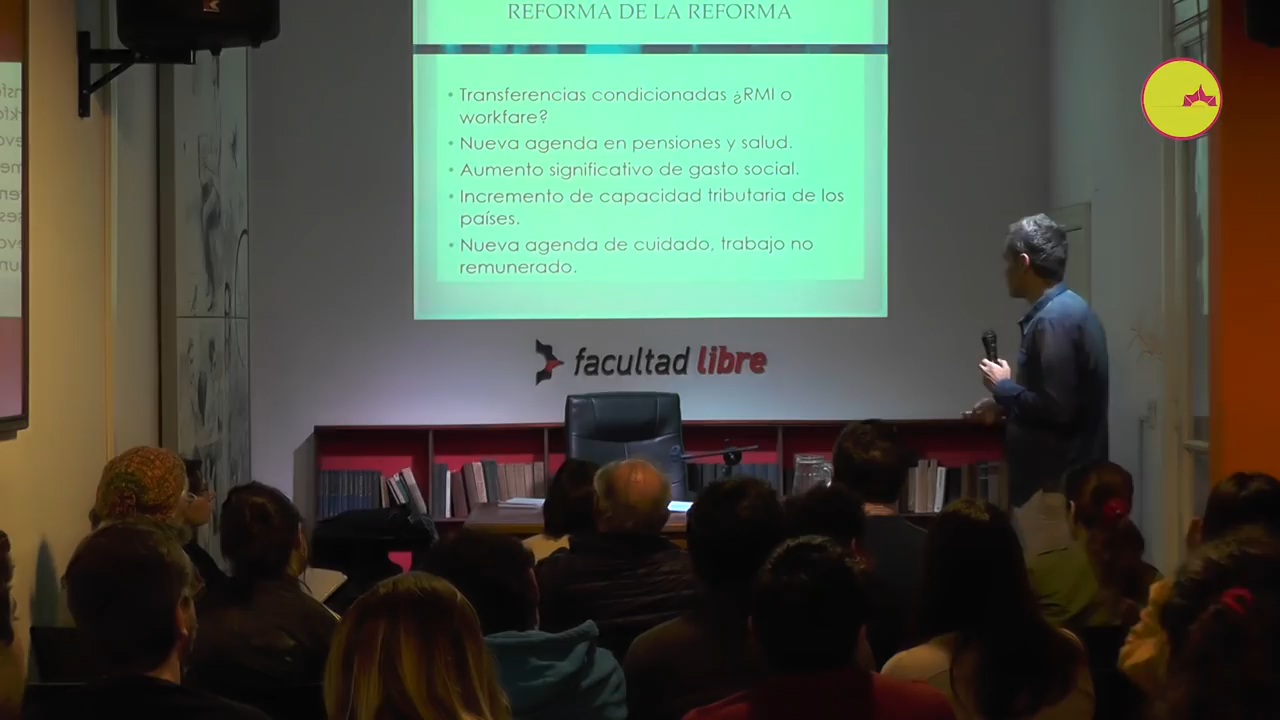 REFORMA DE LA REFORMA
• Transferencias condicionadas ¿RMI o
workfare?
• Nueva agenda en pensiones y salud.
• Aumento significativo de gasto social.
• Incremento de capacidad tributaria de los
países.
• Nueva agenda de cuidado, trabajo no
remunerado.
facultad libre